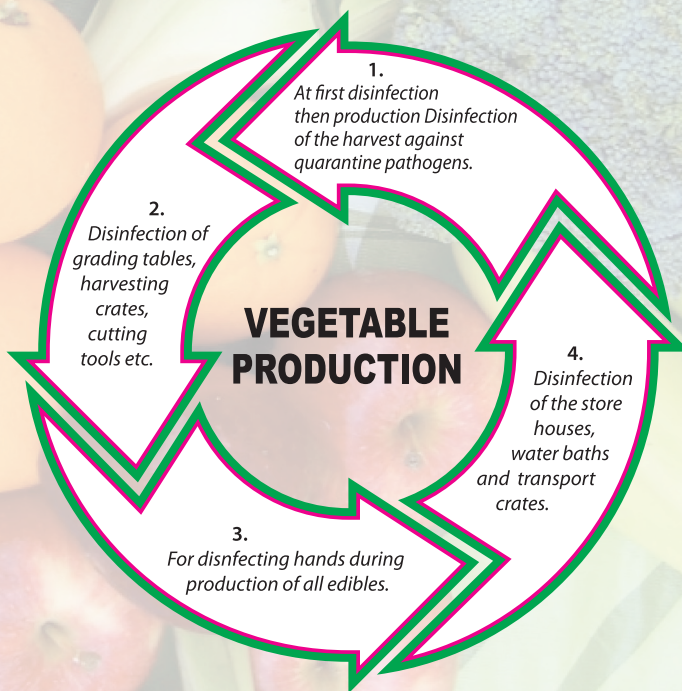 1.
At first disinfection
then production Disinfection
of the harvest against
quarantine pathogens.
2.
Disinfection of
grading tables,
harvesting
crates,
cutting
tools etc.
VEGETABLE
PRODUCTION
4.
Disinfection
of the store
houses,
water baths
and transport
crates.
3.
For disnfecting hands during
production of all edibles.